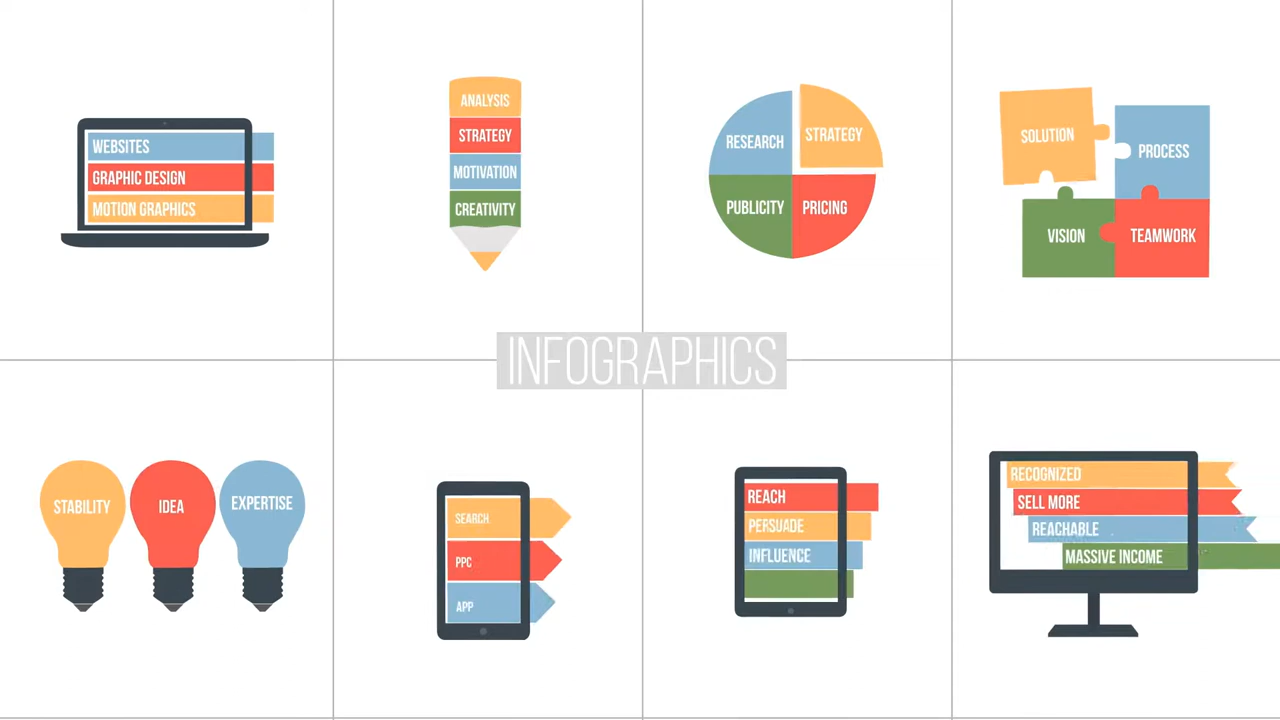 WEBSITES
GRAPHIC DESIGN
MOTION GRAPHICS
ANALYSIS
STRATEGY
MOTIVATION
CREATIVITY
RESEARCH
STRATEGY
PUBLICITY
PRICING
SOLUTION
PROCESS
VISION
TEAMWORK
INFOGRAPHICS
STABILITY
IDEA
EXPERTISE
SEARCH
PPC
APP
REACH
PERSUADE
INFLUENCE
RECOGNIZED
SELL MORE
REACHABLE
MASSIVE INCOME